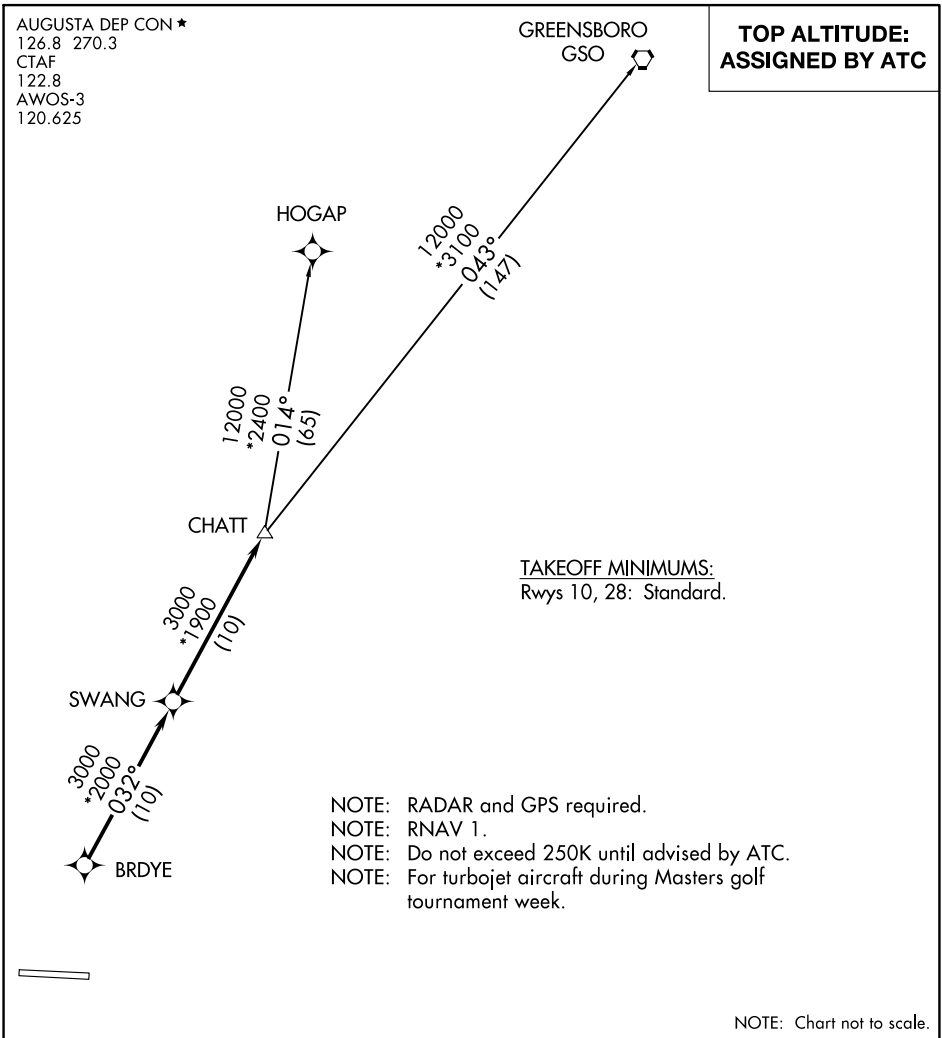 AUGUSTA DEP CON ★
126.8 270.3
CTAF
122.8
AWOS-3
120.625
GREENSBORO
GSO
TOP ALTITUDE:
ASSIGNED BY ATC
HOGAP
12000
*3100
043°
(147)
12000
*2400
014°
(65)
CHATT
TAKEOFF MINIMUMS:
Rwys 10, 28: Standard.
3000
*1900
(10)
SWANG
3000
*2000
032°
(10)
BRDYE
NOTE: RADAR and GPS required.
NOTE: RNAV 1.
NOTE: Do not exceed 250K until advised by ATC.
NOTE: For turbojet aircraft during Masters golf
tournament week.
NOTE: Chart not to scale.